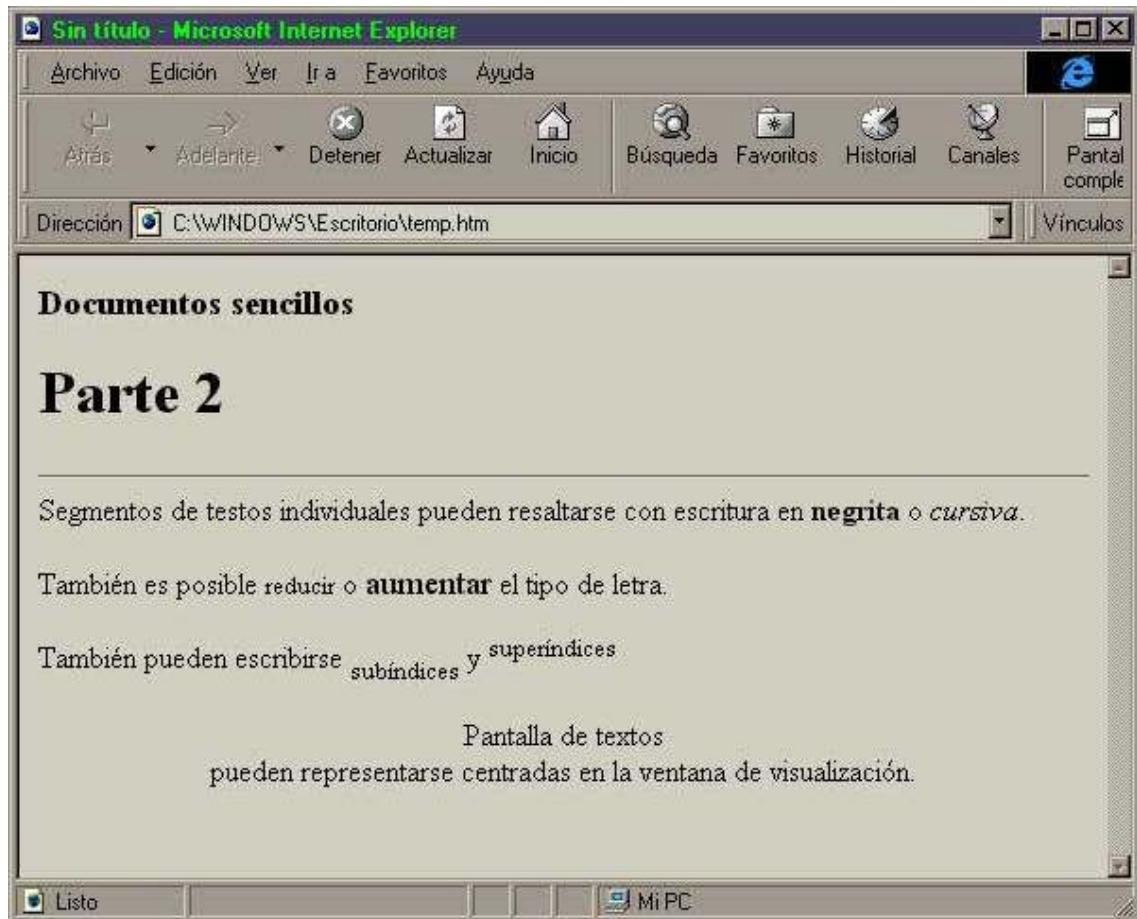 Sin título - Microsoft Internet Explorer
Archivo Edición Ver Ir a Favoritos Ayuda
Atrás Adelante Detener Actualizar Inicio Búsqueda Favoritos Historial Canales Pantal
comple
Dirección C:\WINDOWS\Escritorio\temp.htm Vínculos
Documentos sencillos
Parte 2
Segmentos de testos individuales pueden resaltarse con escritura en negrita o cursiva.
También es posible reducir o aumentar el tipo de letra.
También pueden escribirse subíndices y superíndices
Pantalla de textos
pueden representarse centradas en la ventana de visualización.
Listo Mi PC